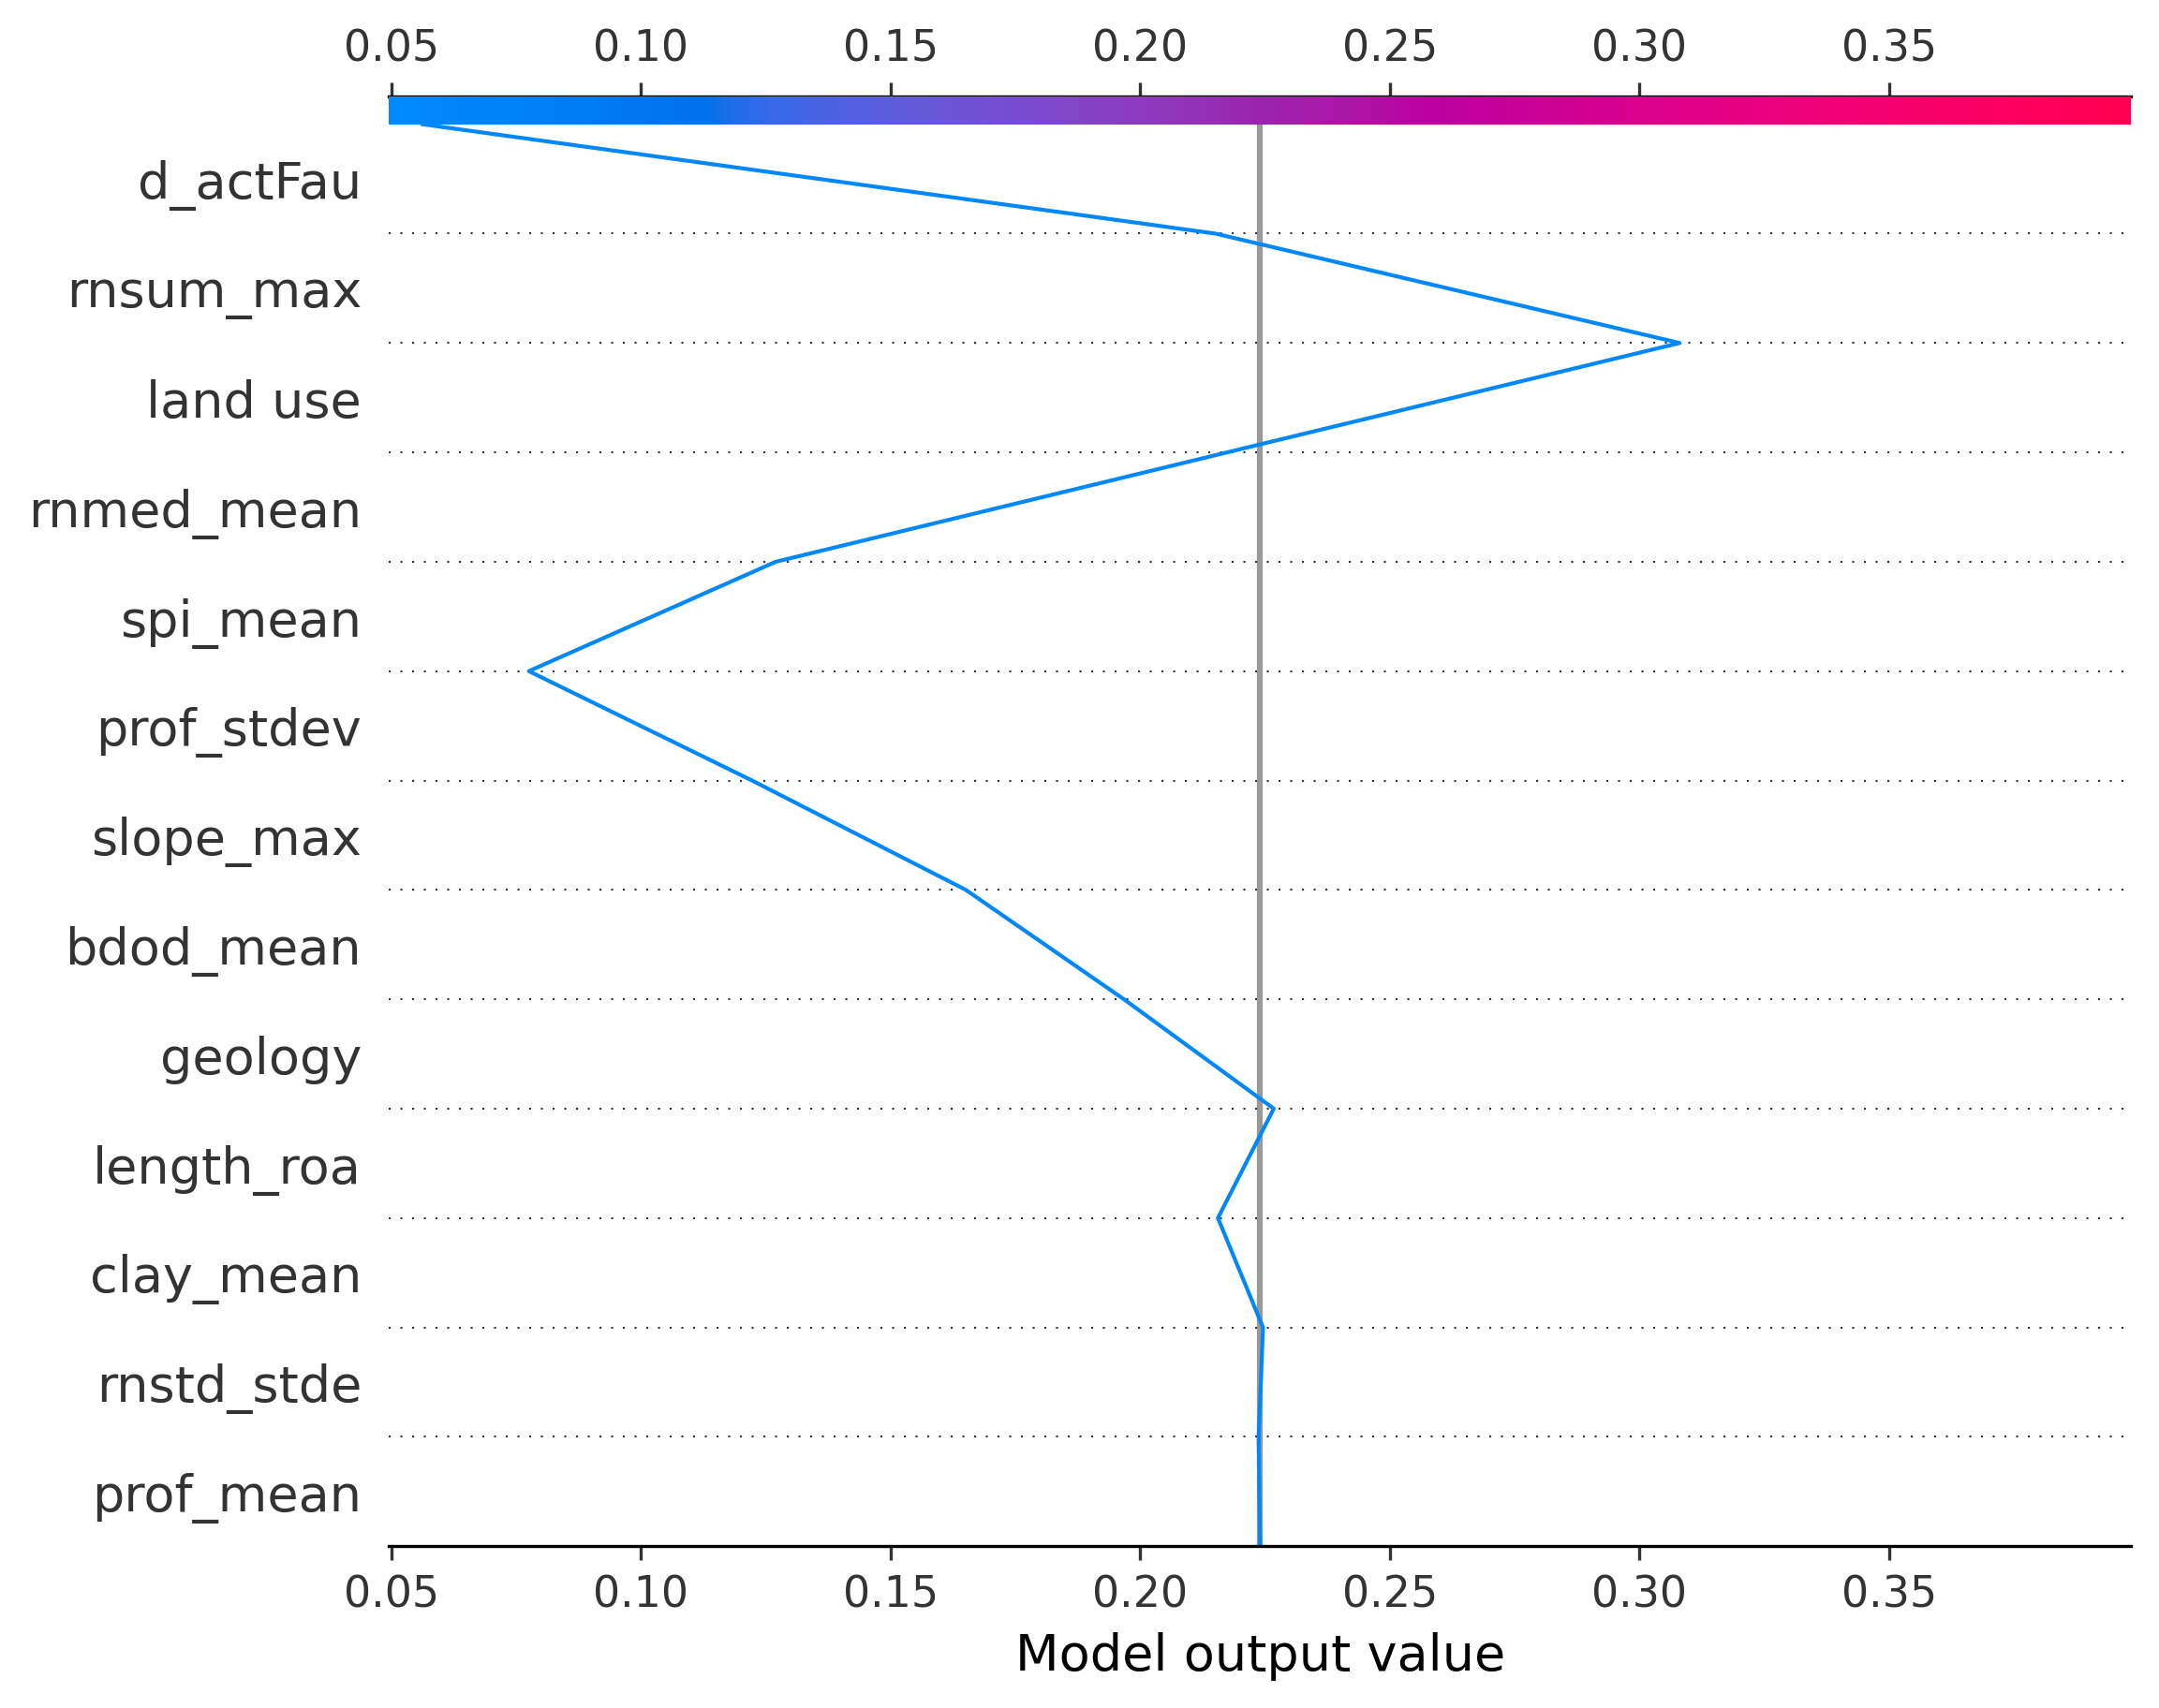 0.05 0.10 0.15 0.20 0.25 0.30 0.35
d_actFau
rnsum_max
land use
rnmed_mean
spi_mean
prof_stdev
slope_max
bdod_mean
geology
length_roa
clay_mean
rnstd_stde
prof_mean
0.05 0.10 0.15 0.20 0.25 0.30 0.35
Model output value